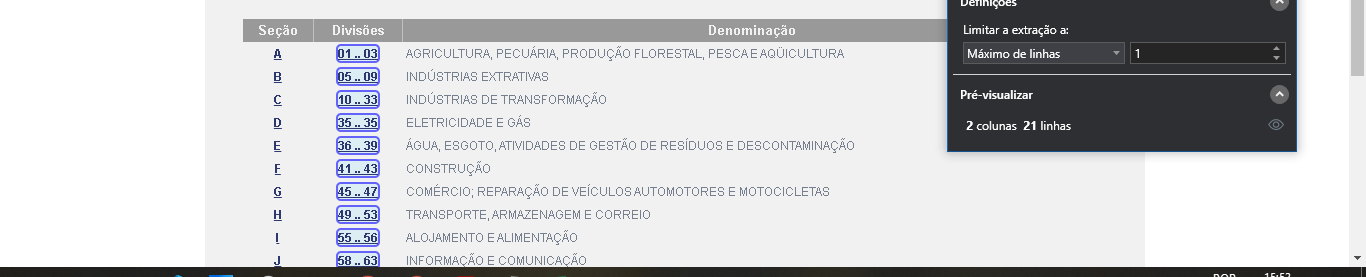 Definições
Seção Divisões Denominação
Limitar a extração a:
A 01 .. 03 AGRICULTURA, PECUÁRIA, PRODUÇÃO FLORESTAL, PESCA E AQÜICULTURA
Máximo de linhas 1
B 05 .. 09 INDÚSTRIAS EXTRATIVAS
C 10 .. 33 INDÚSTRIAS DE TRANSFORMAÇÃO
Pré-visualizar
D 35 .. 35 ELETRICIDADE E GÁS
2 colunas 21 linhas
E 36 .. 39 ÁGUA, ESGOTO, ATIVIDADES DE GESTÃO DE RESÍDUOS E DESCONTAMINAÇÃO
F 41 .. 43 CONSTRUÇÃO
G 45 .. 47 COMÉRCIO; REPARAÇÃO DE VEÍCULOS AUTOMOTORES E MOTOCICLETAS
H 49 .. 53 TRANSPORTE, ARMAZENAGEM E CORREIO
I 55 .. 56 ALOJAMENTO E ALIMENTAÇÃO
J 58 .. 63 INFORMAÇÃO E COMUNICAÇÃO
POR 15:52